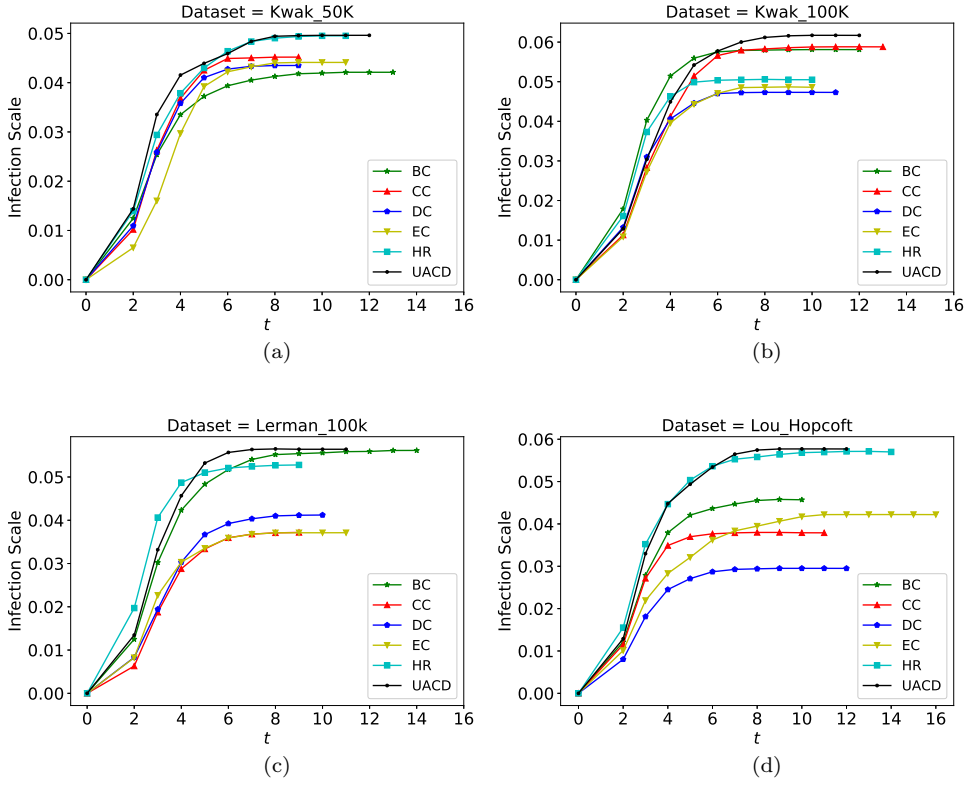 Dataset = Kwak_50K
0.05
0.04
0.03
0.02
0.01
0.00
Infection Scale
BC
CC
DC
EC
HR
UACD
0 2 4 6 8 10 12 14 16
t
(a)
Dataset = Kwak_100K
0.06
0.05
0.04
0.03
0.02
0.01
0.00
Infection Scale
BC
CC
DC
EC
HR
UACD
0 2 4 6 8 10 12 14 16
t
(b)
Dataset = Lerman_100k
0.05
0.04
0.03
0.02
0.01
0.00
Infection Scale
BC
CC
DC
EC
HR
UACD
0 2 4 6 8 10 12 14 16
t
(c)
Dataset = Lou_Hopcoft
0.06
0.05
0.04
0.03
0.02
0.01
0.00
Infection Scale
BC
CC
DC
EC
HR
UACD
0 2 4 6 8 10 12 14 16
t
(d)